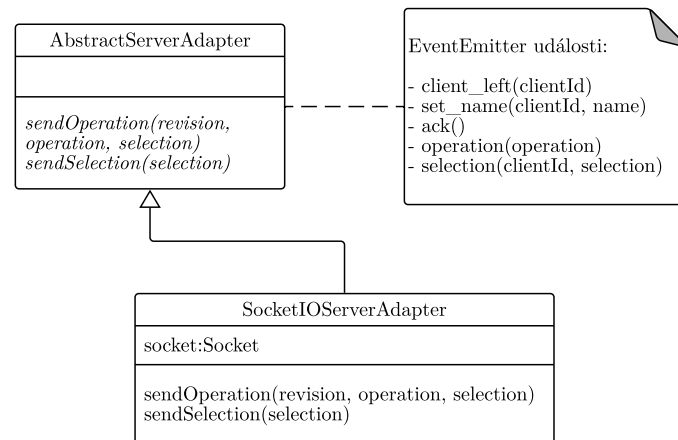 AbstractServerAdapter
sendOperation(revision,
operation, selection)
sendSelection(selection)
EventEmitter události:
- client_left(clientId)
- set_name(clientId, name)
- ack()
- operation(operation)
- selection(clientId, selection)
SocketIOServerAdapter
socket:Socket
sendOperation(revision, operation, selection)
sendSelection(selection)